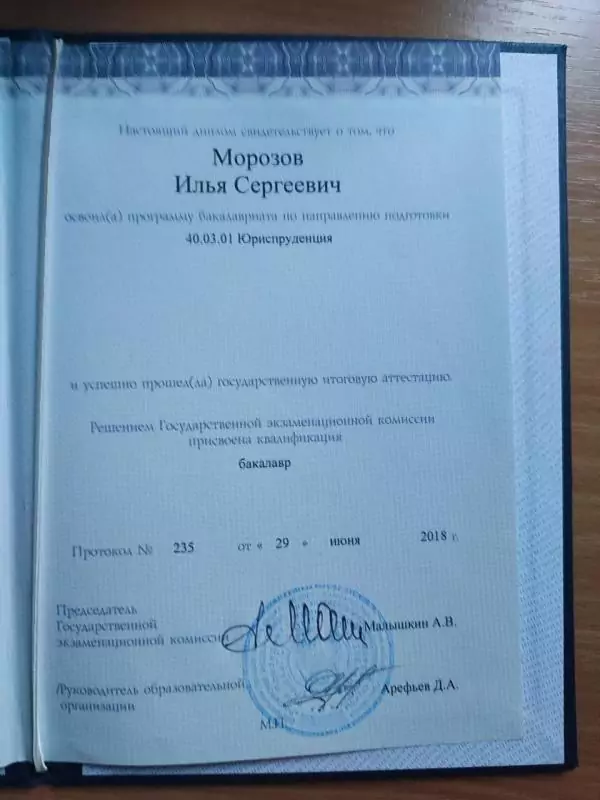 Настоящий диплом свидетельствует о том, что
Морозов
Илья Сергеевич
освоил(а) программу бакалавриата по направлению подготовки
40.03.01 Юриспруденция
и успешно прошел(ла) государственную итоговую аттестацию.
Решением Государственной экзаменационной комиссии
присвоена квалификация
бакалавр
Протокол № 235 от « 29 » июня 2018 г.
Председатель
Государственной
экзаменационной комиссии Малышкин А.В.
Руководитель образовательной
организации Арефьев Д.А.
М.П.